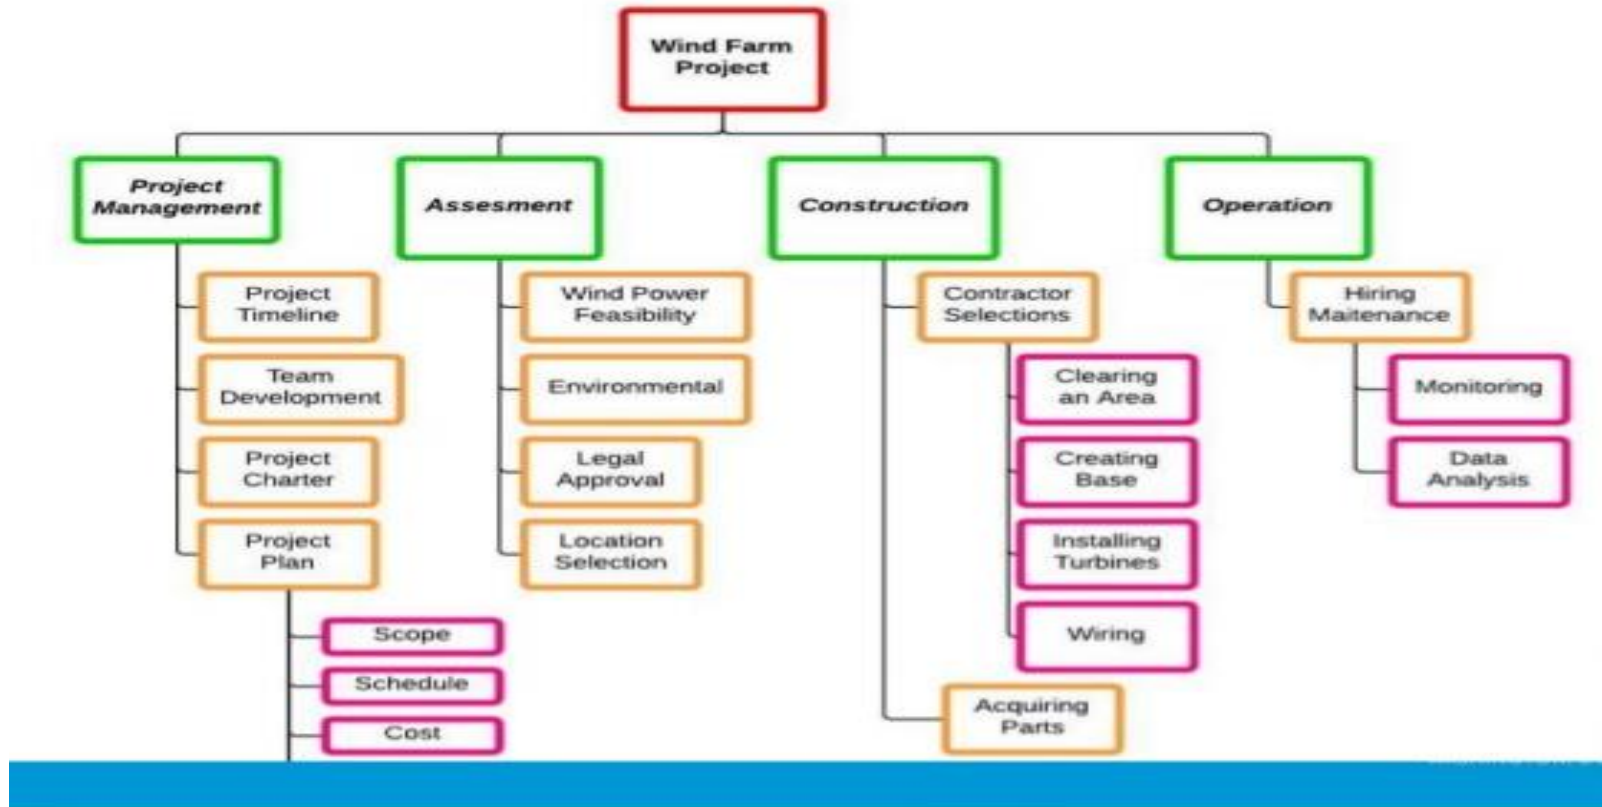 Wind Farm
Project
Project
Management
Assesment
Construction
Operation
Project
Timeline
Team
Development
Project
Charter
Project
Plan
Scope
Schedule
Cost
Wind Power
Feasibility
Environmental
Legal
Approval
Location
Selection
Contractor
Selections
Clearing
an Area
Creating
Base
Installing
Turbines
Wiring
Acquiring
Parts
Hiring
Maitenance
Monitoring
Data
Analysis